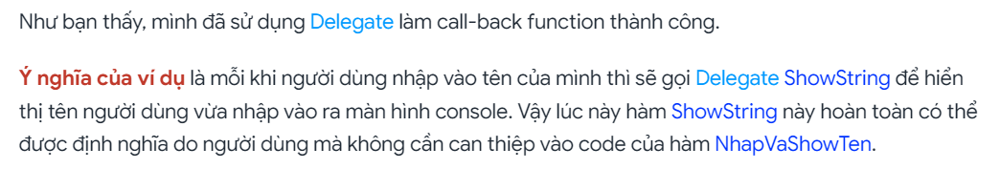 Như bạn thấy, mình đã sử dụng Delegate làm call-back function thành công.
Ý nghĩa của ví dụ là mỗi khi người dùng nhập vào tên của mình thì sẽ gọi Delegate ShowString để hiển
thị tên người dùng vừa nhập vào ra màn hình console. Vậy lúc này hàm ShowString này hoàn toàn có thể
được định nghĩa do người dùng mà không cần can thiệp vào code của hàm NhapVaShowTen.